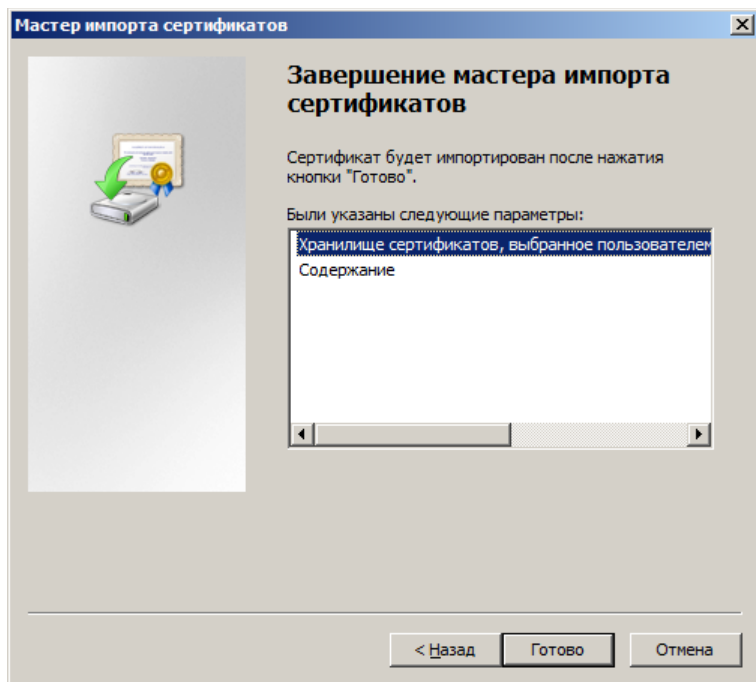 Мастер импорта сертификатов
Завершение мастера импорта
сертификатов
Сертификат будет импортирован после нажатия
кнопки "Готово".
Были указаны следующие параметры:
Хранилище сертификатов, выбранное пользователем
Содержание
< Назад
Готово
Отмена